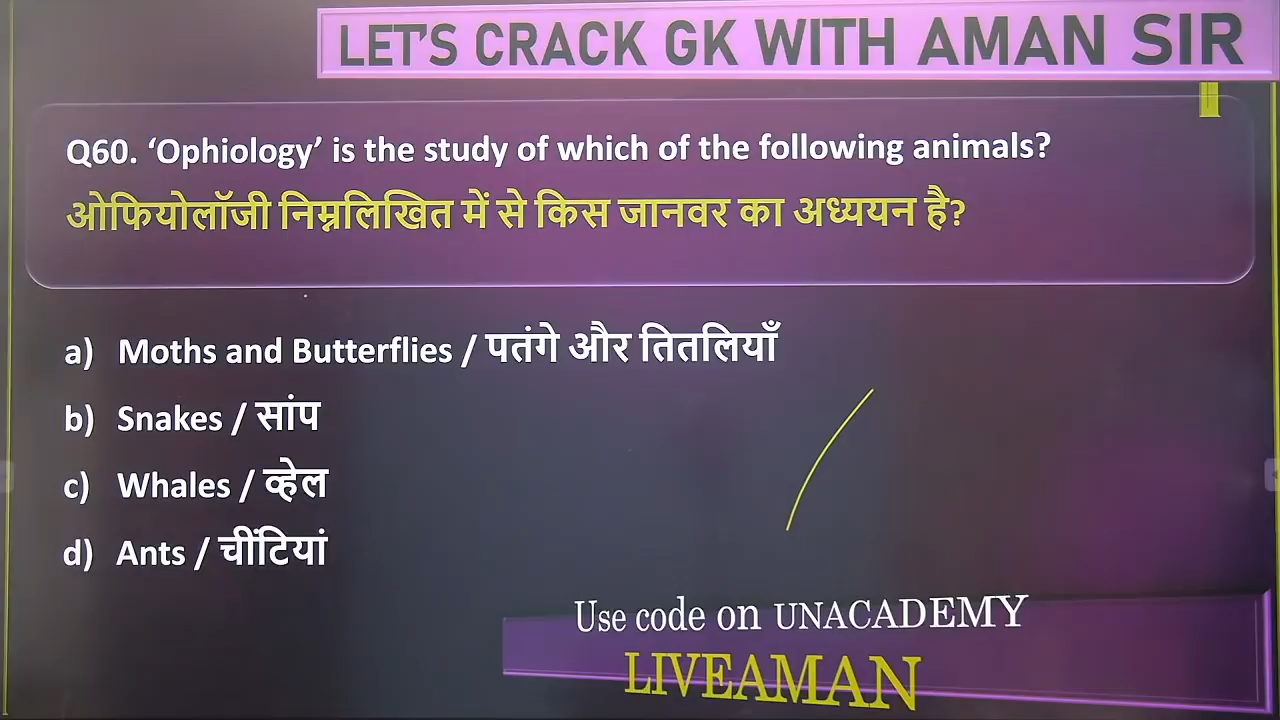 LET'S CRACK GK WITH AMAN SIR
Q60. ‘Ophiology’ is the study of which of the following animals?
ओफियोलॉजी निम्नलिखित में से किस जानवर का अध्ययन है?
a) Moths and Butterflies / पतंगे और तितलियाँ
b) Snakes / सांप
c) Whales / व्हेल
d) Ants / चींटियां
Use code on UNACADEMY
LIVEAMAN